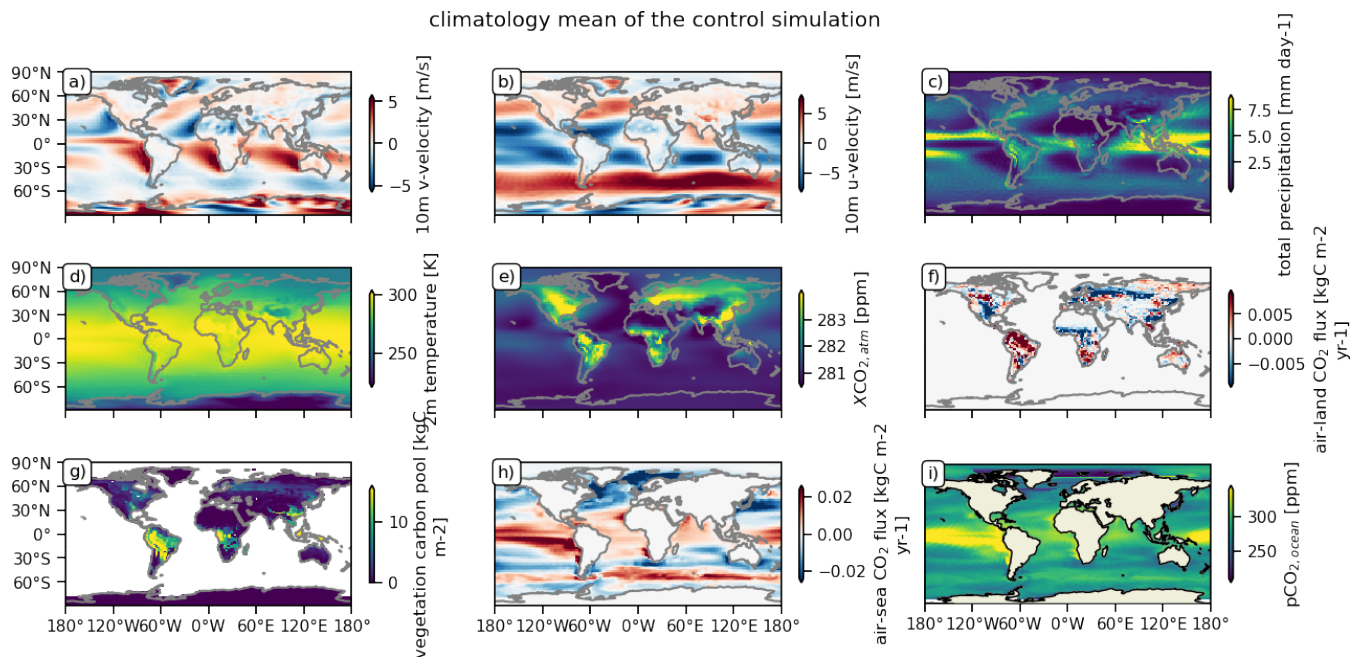 climatology mean of the control simulation
a)
90°N
60°N
30°N
0°
30°S
60°S
5
0
−5
10m v-velocity [m/s]
b)
5
0
−5
10m u-velocity [m/s]
c)
7.5
5.0
2.5
total precipitation [mm day-1]
d)
90°N
60°N
30°N
0°
30°S
60°S
300
250
2m temperature [K]
e)
283
282
281
XCO2, atm (ppm)
f)
0.005
0.000
−0.005
air-land CO2 flux [kgC m-2
yr-1]
g)
90°N
60°N
30°N
0°
30°S
60°S
180° 120°W 60°W 0°W 60°E 120°E 180°
10
0
vegetation carbon pool [kgC
m-2]
h)
180° 120°W 60°W 0°W 60°E 120°E 180°
0.02
0.00
−0.02
air-sea CO2 flux [kgC m-2
yr-1]
i)
180° 120°W 60°W 0°W 60°E 120°E 180°
300
250
pCO2, ocean [ppm]